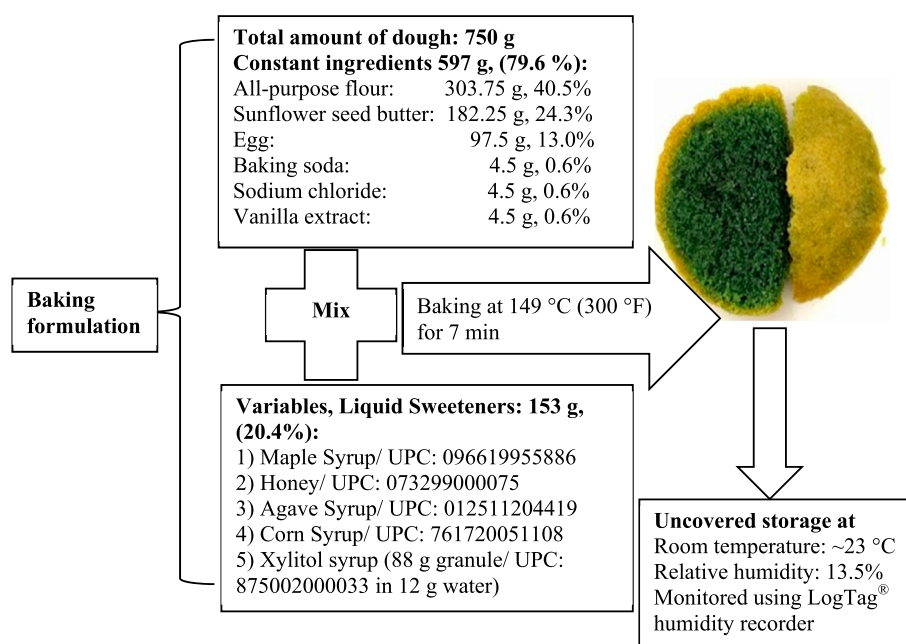 Total amount of dough: 750 g
Constant ingredients 597 g, (79.6 %):
All-purpose flour: 303.75 g, 40.5%
Sunflower seed butter: 182.25 g, 24.3%
Egg: 97.5 g, 13.0%
Baking soda: 4.5 g, 0.6%
Sodium chloride: 4.5 g, 0.6%
Vanilla extract: 4.5 g, 0.6%
Baking
formulation
Mix
Baking at 149 °C (300 °F)
for 7 min
Variables, Liquid Sweeteners: 153 g,
(20.4%):
1) Maple Syrup/ UPC: 096619955886
2) Honey/ UPC: 073299000075
3) Agave Syrup/ UPC: 012511204419
4) Corn Syrup/ UPC: 761720051108
5) Xylitol syrup (88 g granule/ UPC:
875002000033 in 12 g water)
Uncovered storage at
Room temperature: ~23 °C
Relative humidity: 13.5%
Monitored using LogTag®
humidity recorder